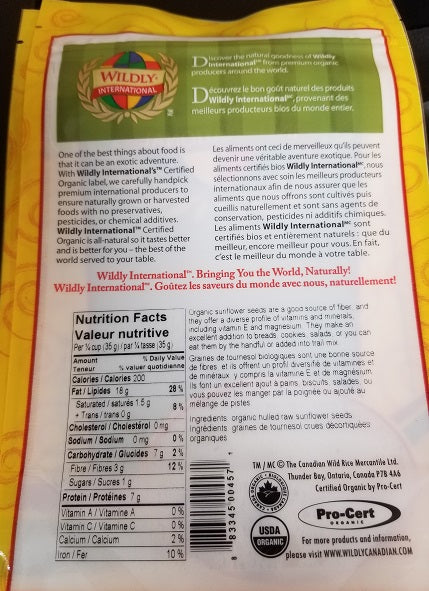 WILDLY
INTERNATIONAL
Discover the natural goodness of Wildly
International™ from premium organic
producers around the world.
Découvrez le bon goût naturel des produits
Wildly Internationalᴹᶜ, provenant des
meilleurs producteurs bios du monde entier.
One of the best things about food is
that it can be an exotic adventure.
With Wildly International's™ Certified
Organic label, we carefully handpick
premium international producers to
ensure naturally grown or harvested
foods with no preservatives,
pesticides, or chemical additives.
Wildly International™ Certified
Organic is all-natural so it tastes better
and is better for you – the best of the
world served to your table.
Les aliments ont ceci de merveilleux qu'ils peuvent
devenir une véritable aventure exotique. Pour les
aliments certifiés bios Wildly Internationalᴹᶜ, nous
sélectionnons avec soin les meilleurs producteurs
internationaux afin de nous assurer que les
aliments que nous offrons sont cultivés puis
cueillis naturellement et sont sans agents de
conservation, pesticides ni additifs chimiques.
Les aliments Wildly Internationalᴹᶜ sont
certifiés bios et entièrement naturels : que du
meilleur, encore meilleur pour vous. En fait,
c'est le meilleur du monde à votre table.
Wildly International™. Bringing You the World, Naturally!
Wildly International™. Goûtez les saveurs du monde avec nous, naturellement!
Nutrition Facts
Valeur nutritive
Per ¼ cup (35 g) / par ¼ tasse (35 g)
Amount % Daily Value
Teneur % valeur quotidienne
Calories / Calories 200
Fat / Lipides 18 g 28 %
Saturated / saturés 1.5 g 8 %
+ Trans / trans 0 g
Cholesterol / Cholestérol 0 mg
Sodium / Sodium 0 mg 0 %
Carbohydrate / Glucides 7 g 2 %
Fibre / Fibres 3 g 12 %
Sugars / Sucres 1 g
Protein / Protéines 7 g
Vitamin A / Vitamine A 0 %
Vitamin C / Vitamine C 0 %
Calcium / Calcium 2 %
Iron / Fer 10 %
Organic sunflower seeds are a good source of fiber, and
they offer a diverse profile of vitamins and minerals,
including vitamin E and magnesium. They make an
excellent addition to breads, cookies, salads, or you can
eat them by the handful or added into trail mix.
Graines de tournesol biologiques sont une bonne source
de fibres, et ils offrent un profil diversifié de vitamines et
de minéraux, y compris la vitamine E et de magnésium.
Ils font un excellent ajout à pains, biscuits, salades, ou
vous pouvez les manger par la poignée ou ajouté au
mélange de pistes.
Ingredients: organic hulled raw sunflower seeds.
Ingrédients: graines de tournesol crues décortiquées
organiques
8 83345 00457 1
TM / MC © The Canadian Wild Rice Mercantile Ltd.
Thunder Bay, Ontario, Canada P7B 4A6
Certified Organic by Pro-Cert
Pro-Cert
ORGANIC
USDA
ORGANIC
For more products and information,
please visit WWW.WILDLYCANADIAN.COM